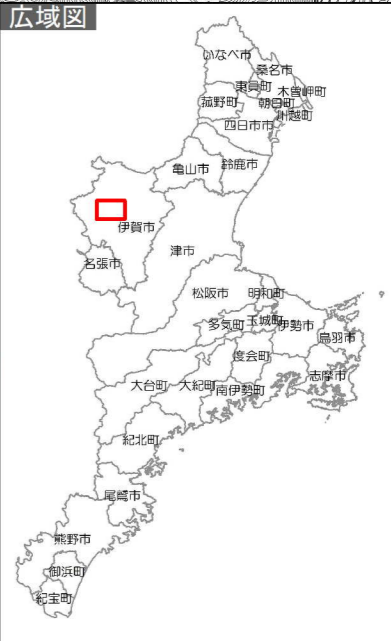 広域図
いなべ市
桑名市
東員町
木曽岬町
菰野町
朝日町
川越町
四日市市
亀山市
鈴鹿市
伊賀市
津市
名張市
松阪市
明和町
多気町
玉城町
伊勢市
鳥羽市
度会町
志摩市
大台町
大紀町
南伊勢町
紀北町
尾鷲市
熊野市
御浜町
紀宝町